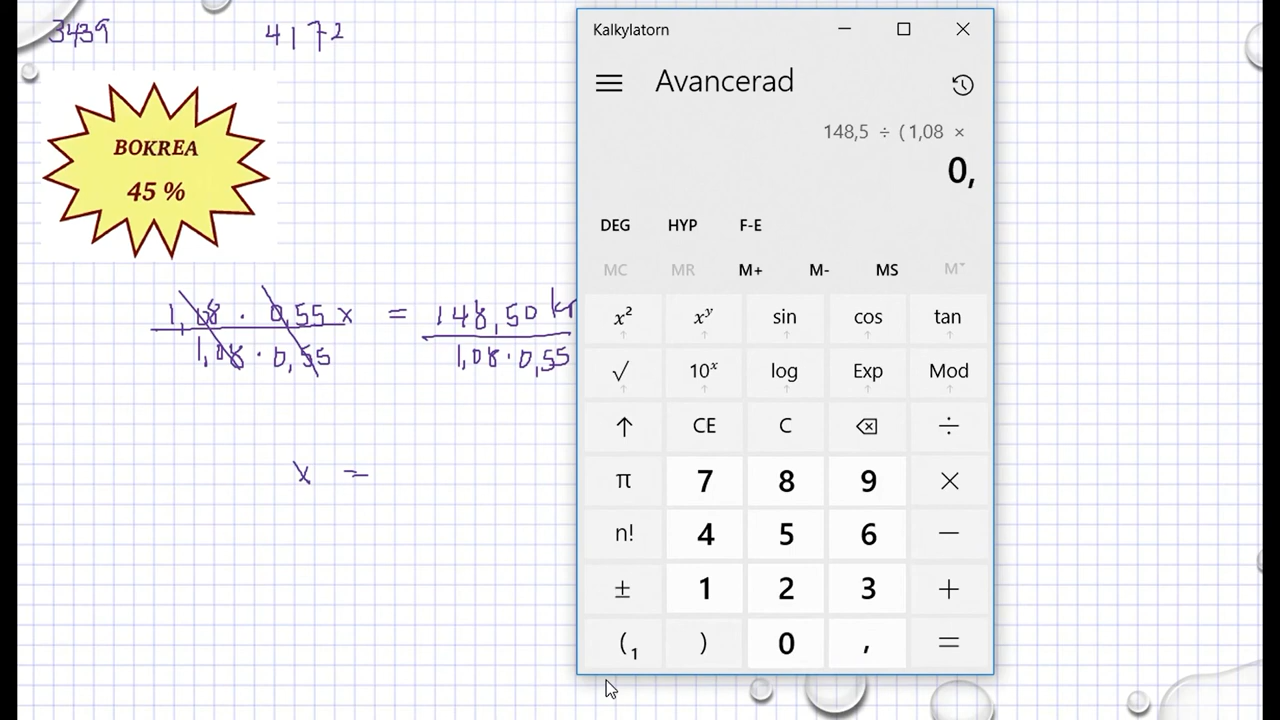 3439 4172
BOKREA
45 %
1,08 · 0,55 x = 148,50 kr
1,08 · 0,55 1,08 · 0,55
x =
Kalkylatorn
Avancerad
148,5 ÷ ( 1,08 ×
0,
DEG HYP F-E
MC MR M+ M- MS M˅
x² xʸ sin cos tan
√ 10ˣ log Exp Mod
↑ CE C ⌫ ÷
π 7 8 9 ×
n! 4 5 6 −
± 1 2 3 +
(₁ ) 0 , =